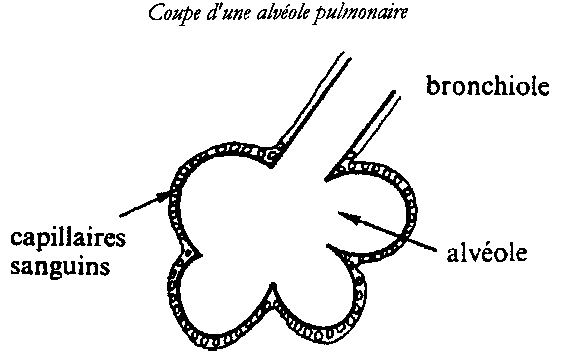 Coupe d'une alvéole pulmonaire
bronchiole
capillaires
sanguins
alvéole